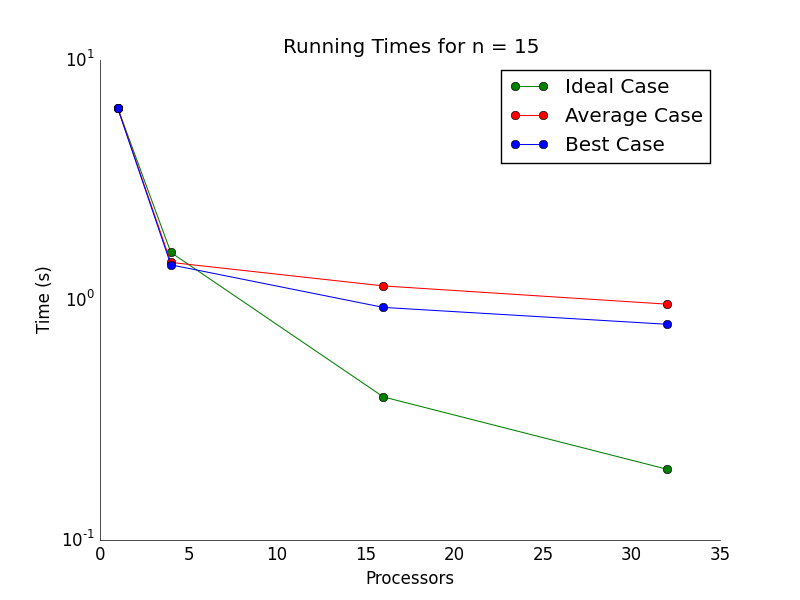 Running Times for n = 15
10^1
Ideal Case
Average Case
Best Case
Time (s)
10^0
10^-1
0 5 10 15 20 25 30 35
Processors